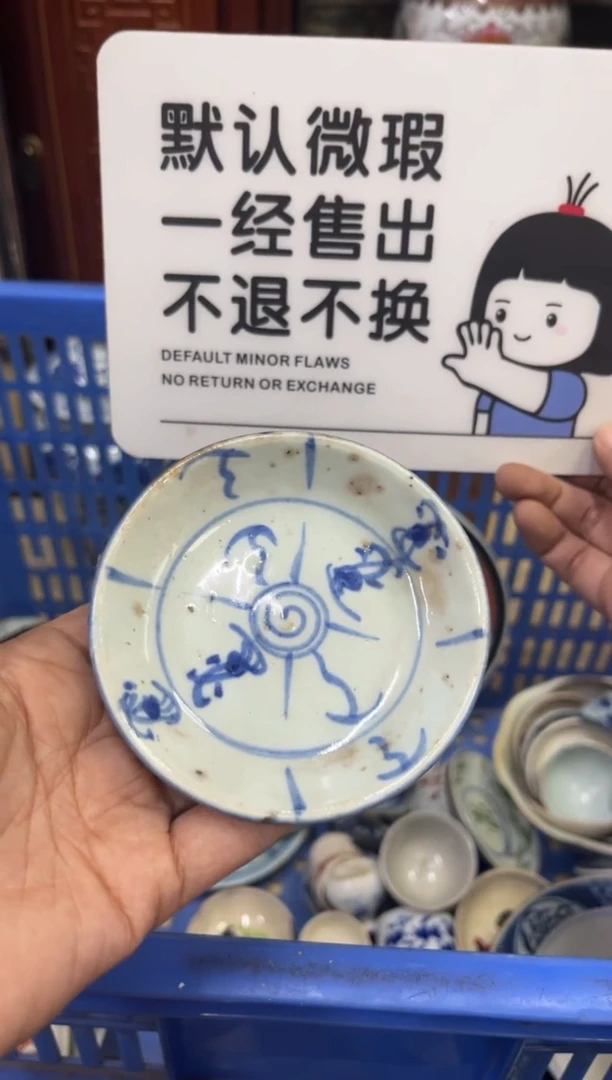 默认微瑕
一经售出
不退不换
DEFAULT MINOR FLAWS
NO RETURN OR EXCHANGE